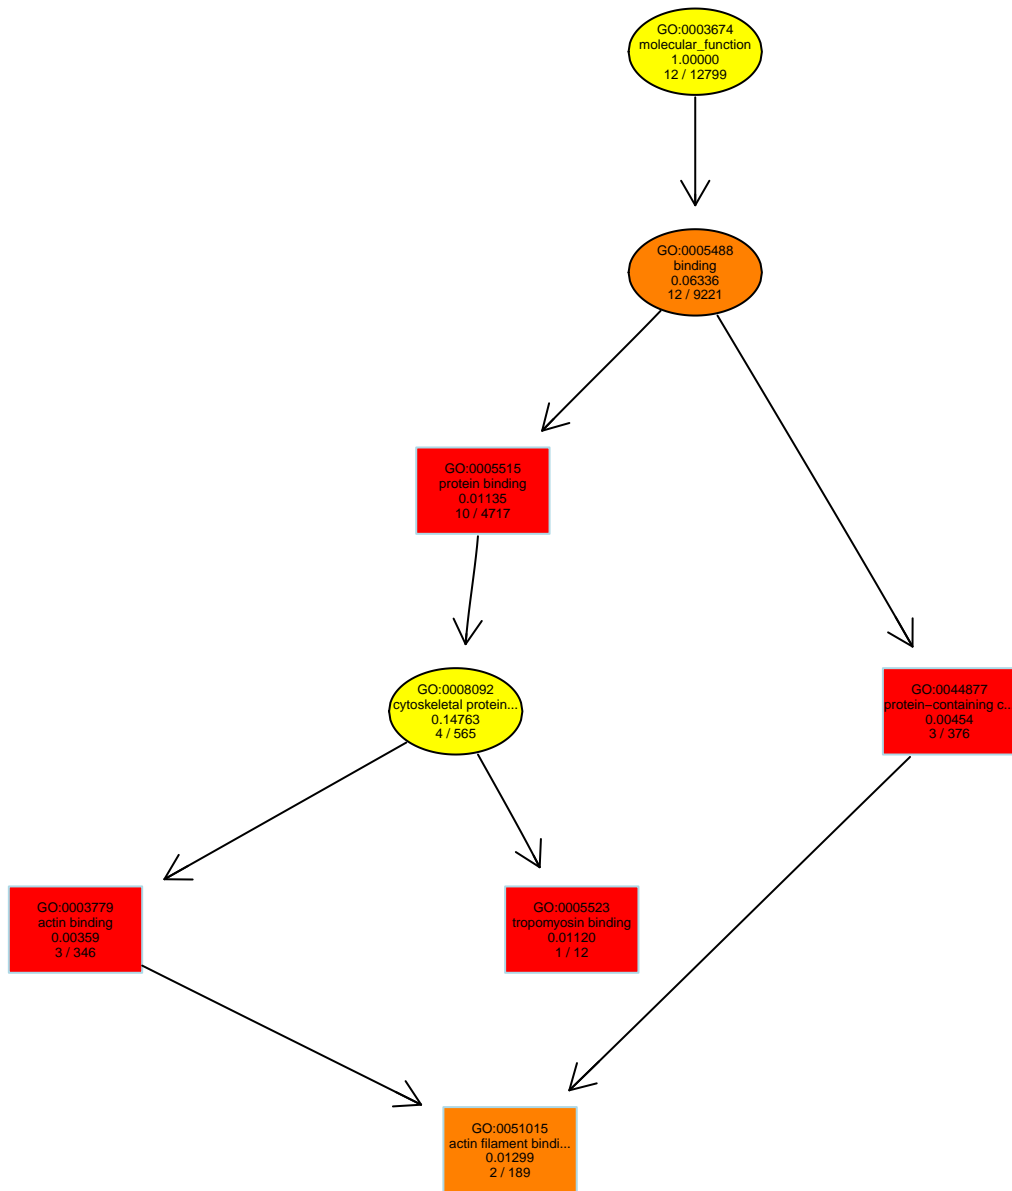 GO:0003674
molecular_function
1.00000
12 / 12799
GO:0005488
binding
0.06336
12 / 9221
GO:0005515
protein binding
0.01135
10 / 4717
GO:0008092
cytoskeletal protein...
0.14763
4 / 565
GO:0044877
protein−containing c...
0.00454
3 / 376
GO:0003779
actin binding
0.00359
3 / 346
GO:0005523
tropomyosin binding
0.01120
1 / 12
GO:0051015
actin filament bindi...
0.01299
2 / 189